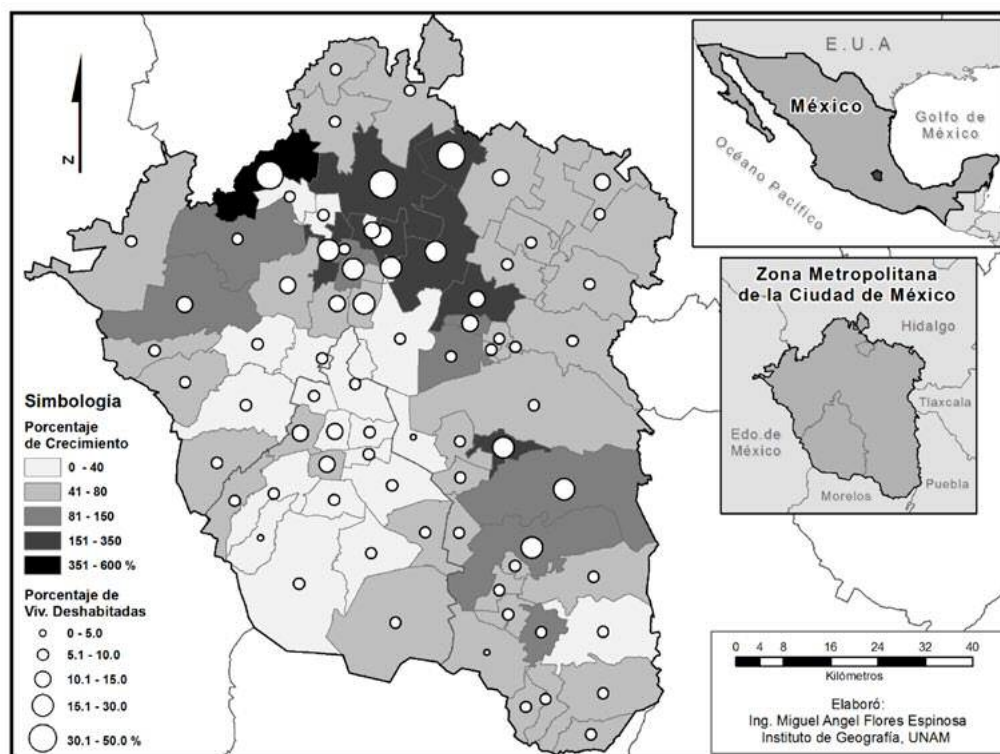 N
Simbología
Porcentaje
de Crecimiento
0 - 40
41 - 80
81 - 150
151 - 350
351 - 600 %
Porcentaje de
Viv. Deshabitadas
0 - 5.0
5.1 - 10.0
10.1 - 15.0
15.1 - 30.0
30.1 - 50.0 %
E.U.A
México
Golfo de
México
Océano Pacífico
Zona Metropolitana
de la Ciudad de México
Hidalgo
Tlaxcala
Edo. de
México
Morelos
Puebla
0 4 8 16 24 32 40
Kilómetros
Elaboró:
Ing. Miguel Angel Flores Espinosa
Instituto de Geografía, UNAM